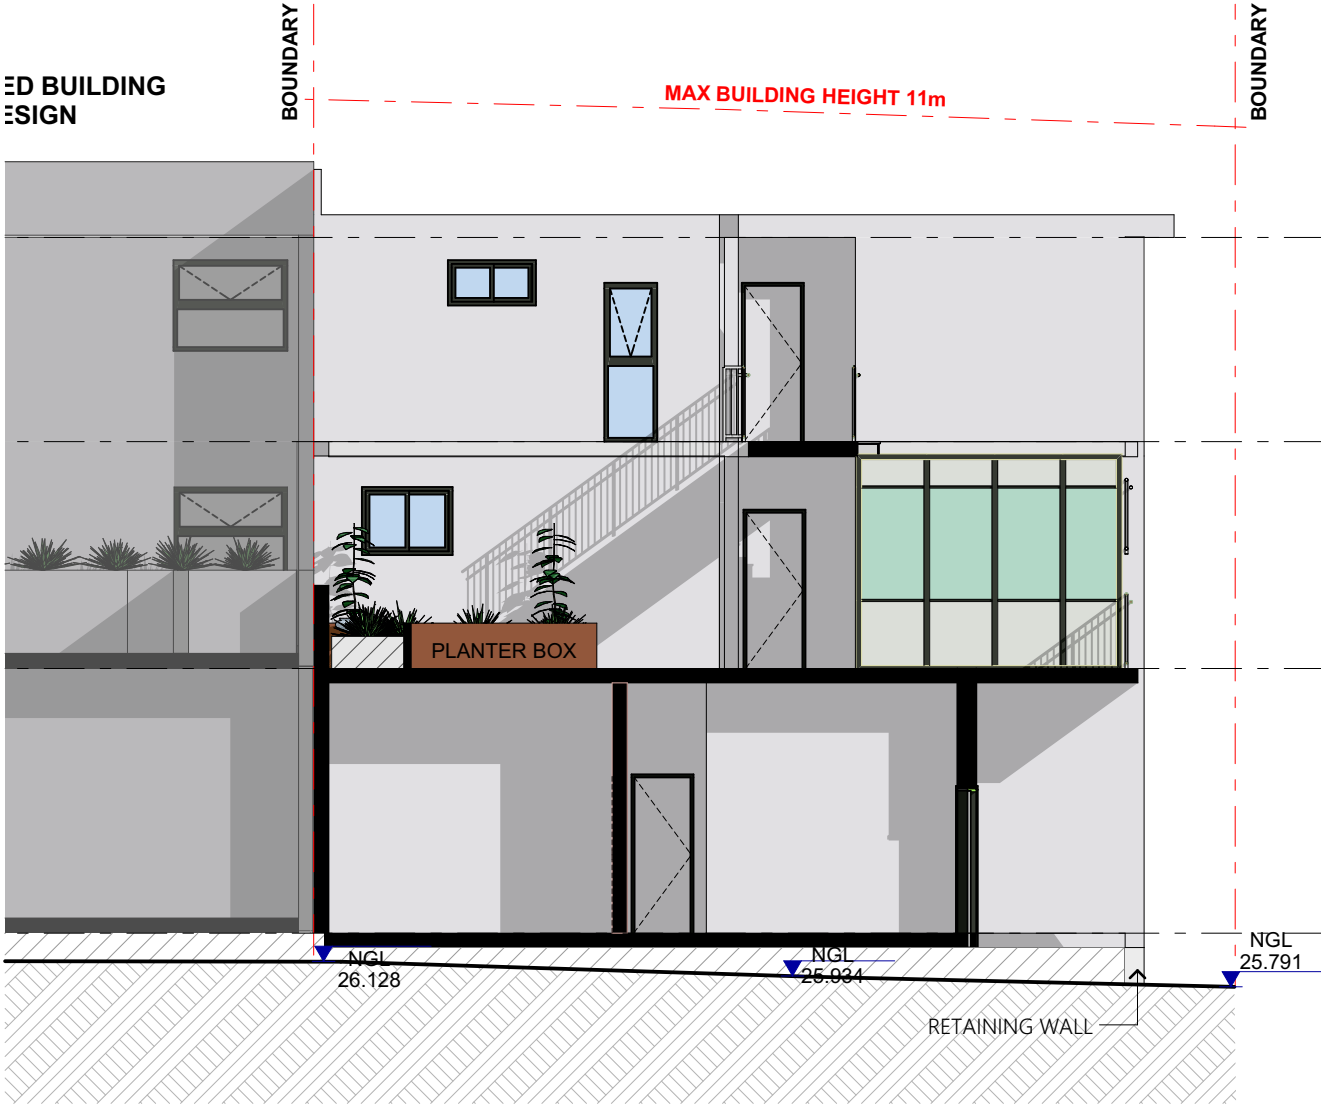 BOUNDARY
BOUNDARY
ED BUILDING
ESIGN
MAX BUILDING HEIGHT 11m
PLANTER BOX
NGL
26.128
NGL
25.934
NGL
25.791
RETAINING WALL